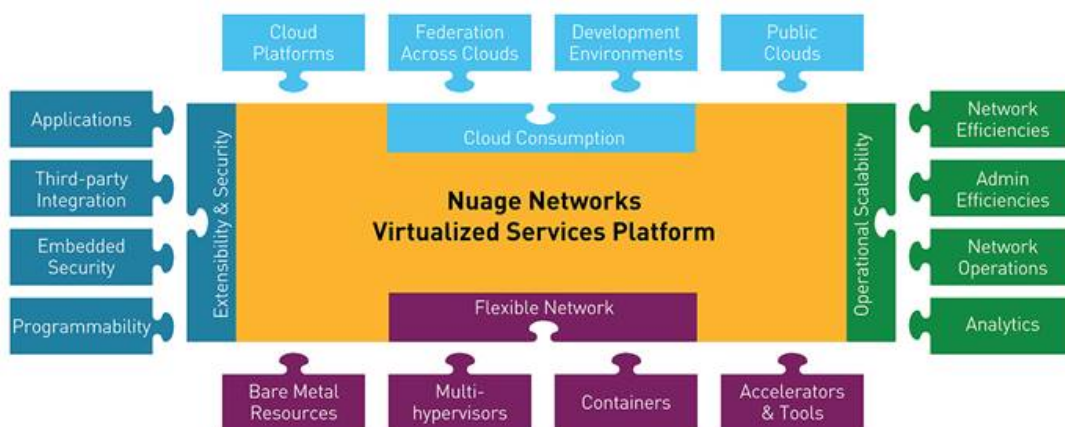 Cloud
Platforms
Federation
Across Clouds
Development
Environments
Public
Clouds
Applications
Third-party
Integration
Embedded
Security
Programmability
Extensibility & Security
Cloud Consumption
Nuage Networks
Virtualized Services Platform
Flexible Network
Operational Scalability
Network
Efficiencies
Admin
Efficiencies
Network
Operations
Analytics
Bare Metal
Resources
Multi-
hypervisors
Containers
Accelerators
& Tools